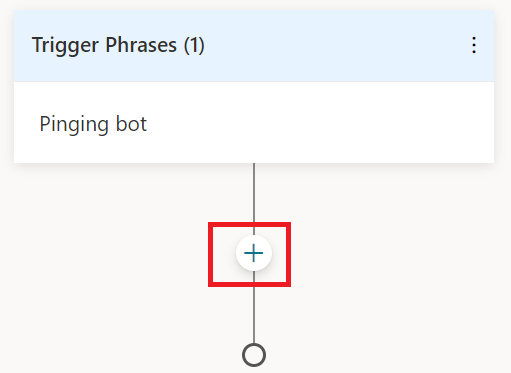 Trigger Phrases (1)
Pinging bot